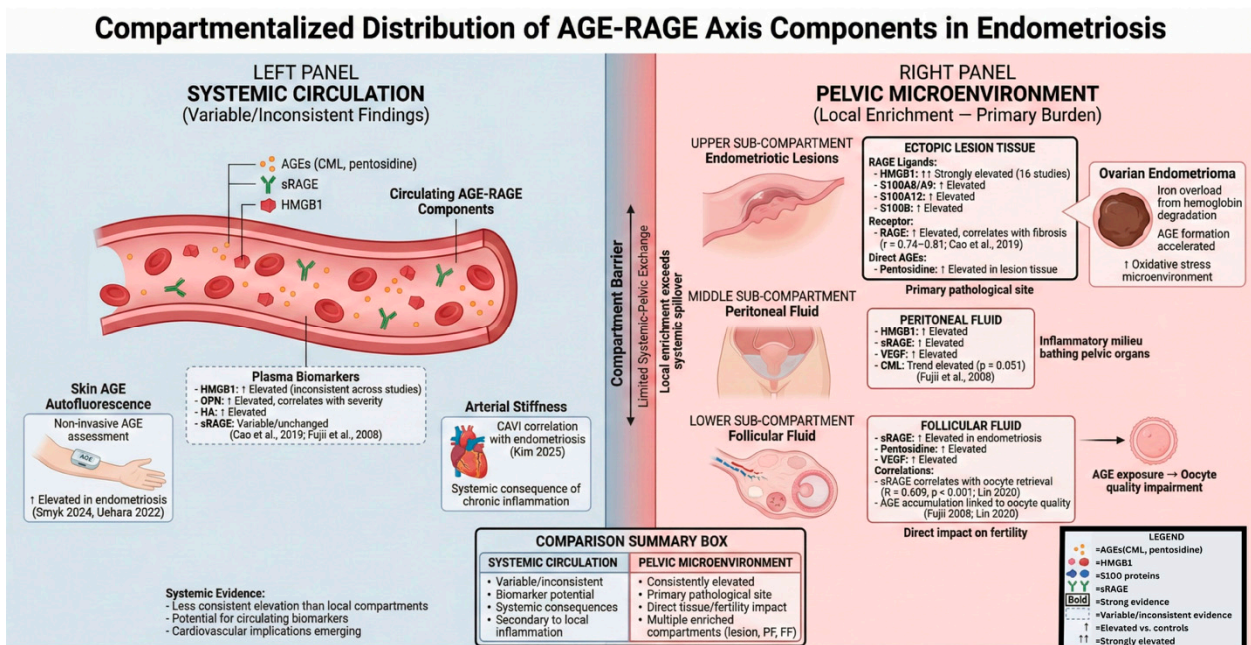 Compartmentalized Distribution of AGE-RAGE Axis Components in Endometriosis
LEFT PANEL
SYSTEMIC CIRCULATION
(Variable/Inconsistent Findings)
AGEs (CML, pentosidine)
sRAGE
HMGB1
Circulating AGE-RAGE
Components
Plasma Biomarkers
- HMGB1: ↑ Elevated (inconsistent across studies)
- OPN: ↑ Elevated, correlates with severity
- HA: ↑ Elevated
- sRAGE: Variable/unchanged
(Cao et al., 2019; Fujii et al., 2008)
Skin AGE
Autofluorescence
Non-invasive AGE
assessment
AGE
↑ Elevated in endometriosis
(Smyk 2024, Uehara 2022)
Arterial Stiffness
CAVI correlation
with endometriosis
(Kim 2025)
Systemic consequence of
chronic inflammation
Systemic Evidence:
- Less consistent elevation than local compartments
- Potential for circulating biomarkers
- Cardiovascular implications emerging
Compartment Barrier
Limited Systemic-Pelvic Exchange
Local enrichment exceeds
systemic spillover
RIGHT PANEL
PELVIC MICROENVIRONMENT
(Local Enrichment — Primary Burden)
UPPER SUB-COMPARTMENT
Endometriotic Lesions
ECTOPIC LESION TISSUE
RAGE Ligands:
- HMGB1: ↑↑ Strongly elevated (16 studies)
- S100A8/A9: ↑ Elevated
- S100A12: ↑ Elevated
- S100B: ↑ Elevated
Receptor:
- RAGE: ↑ Elevated, correlates with fibrosis
(r = 0.74–0.81; Cao et al., 2019)
Direct AGEs:
- Pentosidine: ↑ Elevated in lesion tissue
Primary pathological site
Ovarian Endometrioma
Iron overload
from hemoglobin
degradation
AGE formation
accelerated
↑ Oxidative stress
microenvironment
MIDDLE SUB-COMPARTMENT
Peritoneal Fluid
PERITONEAL FLUID
- HMGB1: ↑ Elevated
- sRAGE: ↑ Elevated
- VEGF: ↑ Elevated
- CML: Trend elevated (p = 0.051)
(Fujii et al., 2008)
Inflammatory milieu
bathing pelvic organs
LOWER SUB-COMPARTMENT
Follicular Fluid
FOLLICULAR FLUID
- sRAGE: ↑ Elevated in endometriosis
- Pentosidine: ↑ Elevated
- VEGF: ↑ Elevated
Correlations:
- sRAGE correlates with oocyte retrieval
(R = 0.609, p < 0.001; Lin 2020)
- AGE accumulation linked to oocyte quality
(Fujii 2008; Lin 2020)
Direct impact on fertility
AGE exposure → Oocyte
quality impairment
COMPARISON SUMMARY BOX
SYSTEMIC CIRCULATION
• Variable/inconsistent
• Biomarker potential
• Systemic consequences
• Secondary to local
inflammation
PELVIC MICROENVIRONMENT
• Consistently elevated
• Primary pathological site
• Direct tissue/fertility impact
• Multiple enriched
compartments (lesion, PF, FF)
LEGEND
=AGEs(CML, pentosidine)
=HMGB1
=S100 proteins
=sRAGE
Bold =Strong evidence
=Variable/inconsistent evidence
↑ =Elevated vs. controls
↑↑ =Strongly elevated